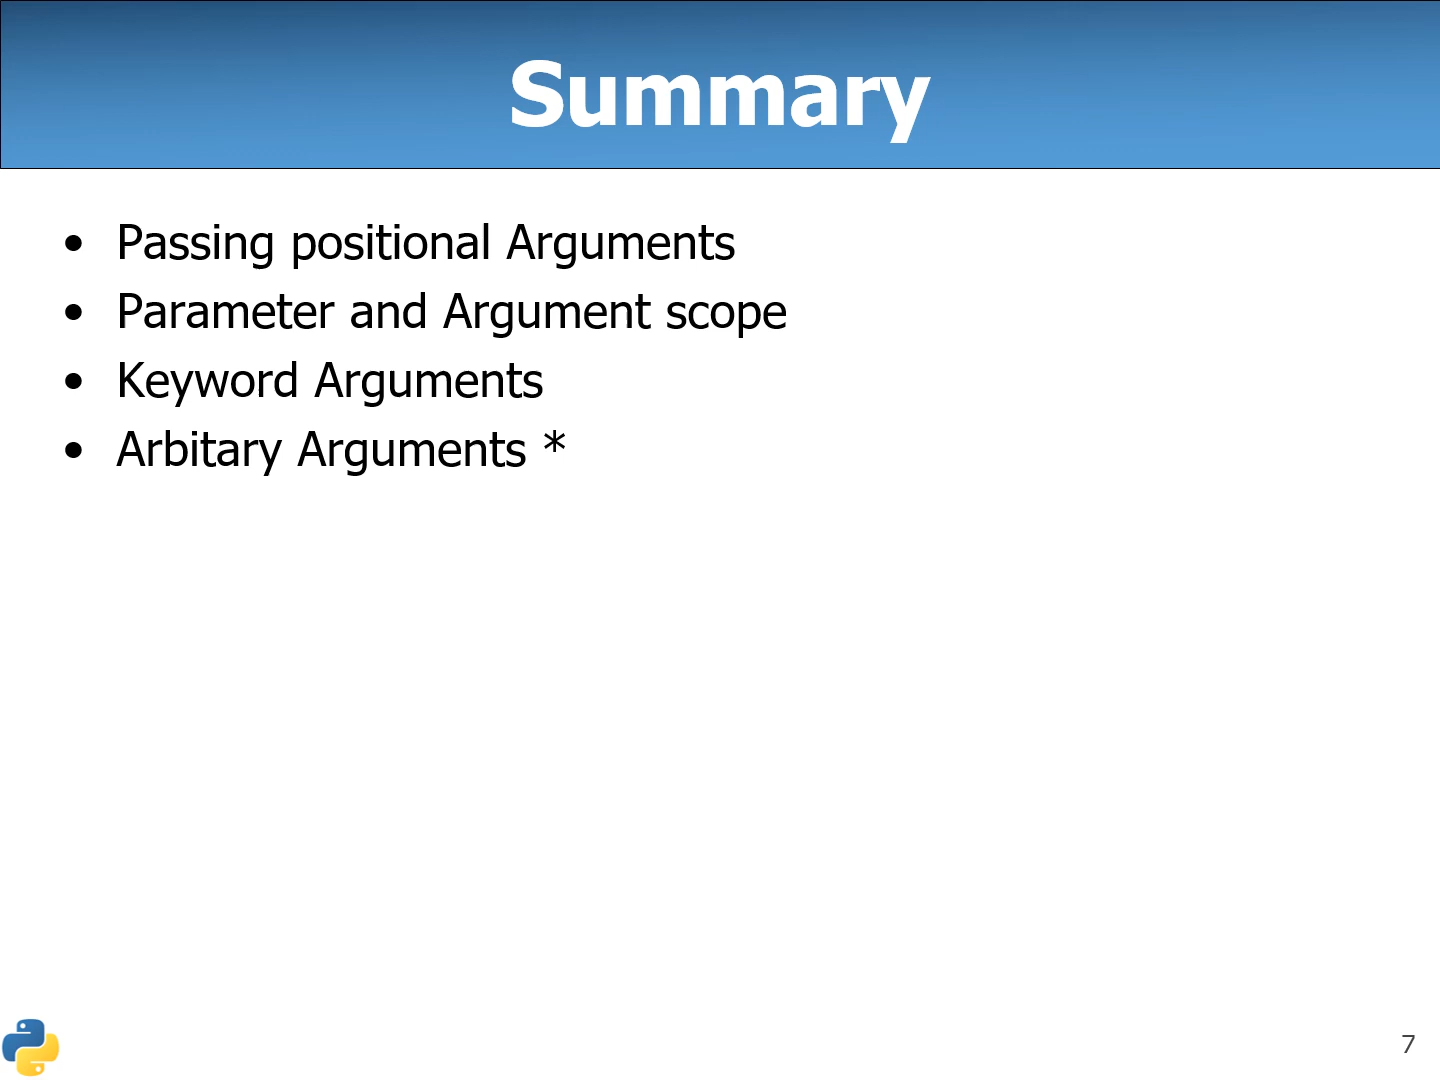 Summary
• Passing positional Arguments
• Parameter and Argument scope
• Keyword Arguments
• Arbitary Arguments *
7